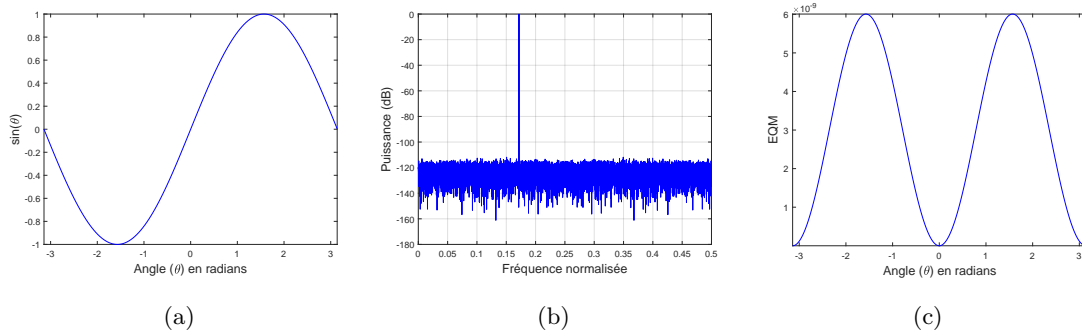 1
0.8
0.6
0.4
0.2
0
-0.2
-0.4
-0.6
-0.8
-1
sin(θ)
-3 -2 -1 0 1 2 3
Angle (θ) en radians
(a)
0
-20
-40
-60
-80
-100
-120
-140
-160
-180
Puissance (dB)
0 0.05 0.1 0.15 0.2 0.25 0.3 0.35 0.4 0.45 0.5
Fréquence normalisée
(b)
×10⁻⁹
6
5
4
3
2
1
EQM
-3 -2 -1 0 1 2 3
Angle (θ) en radians
(c)